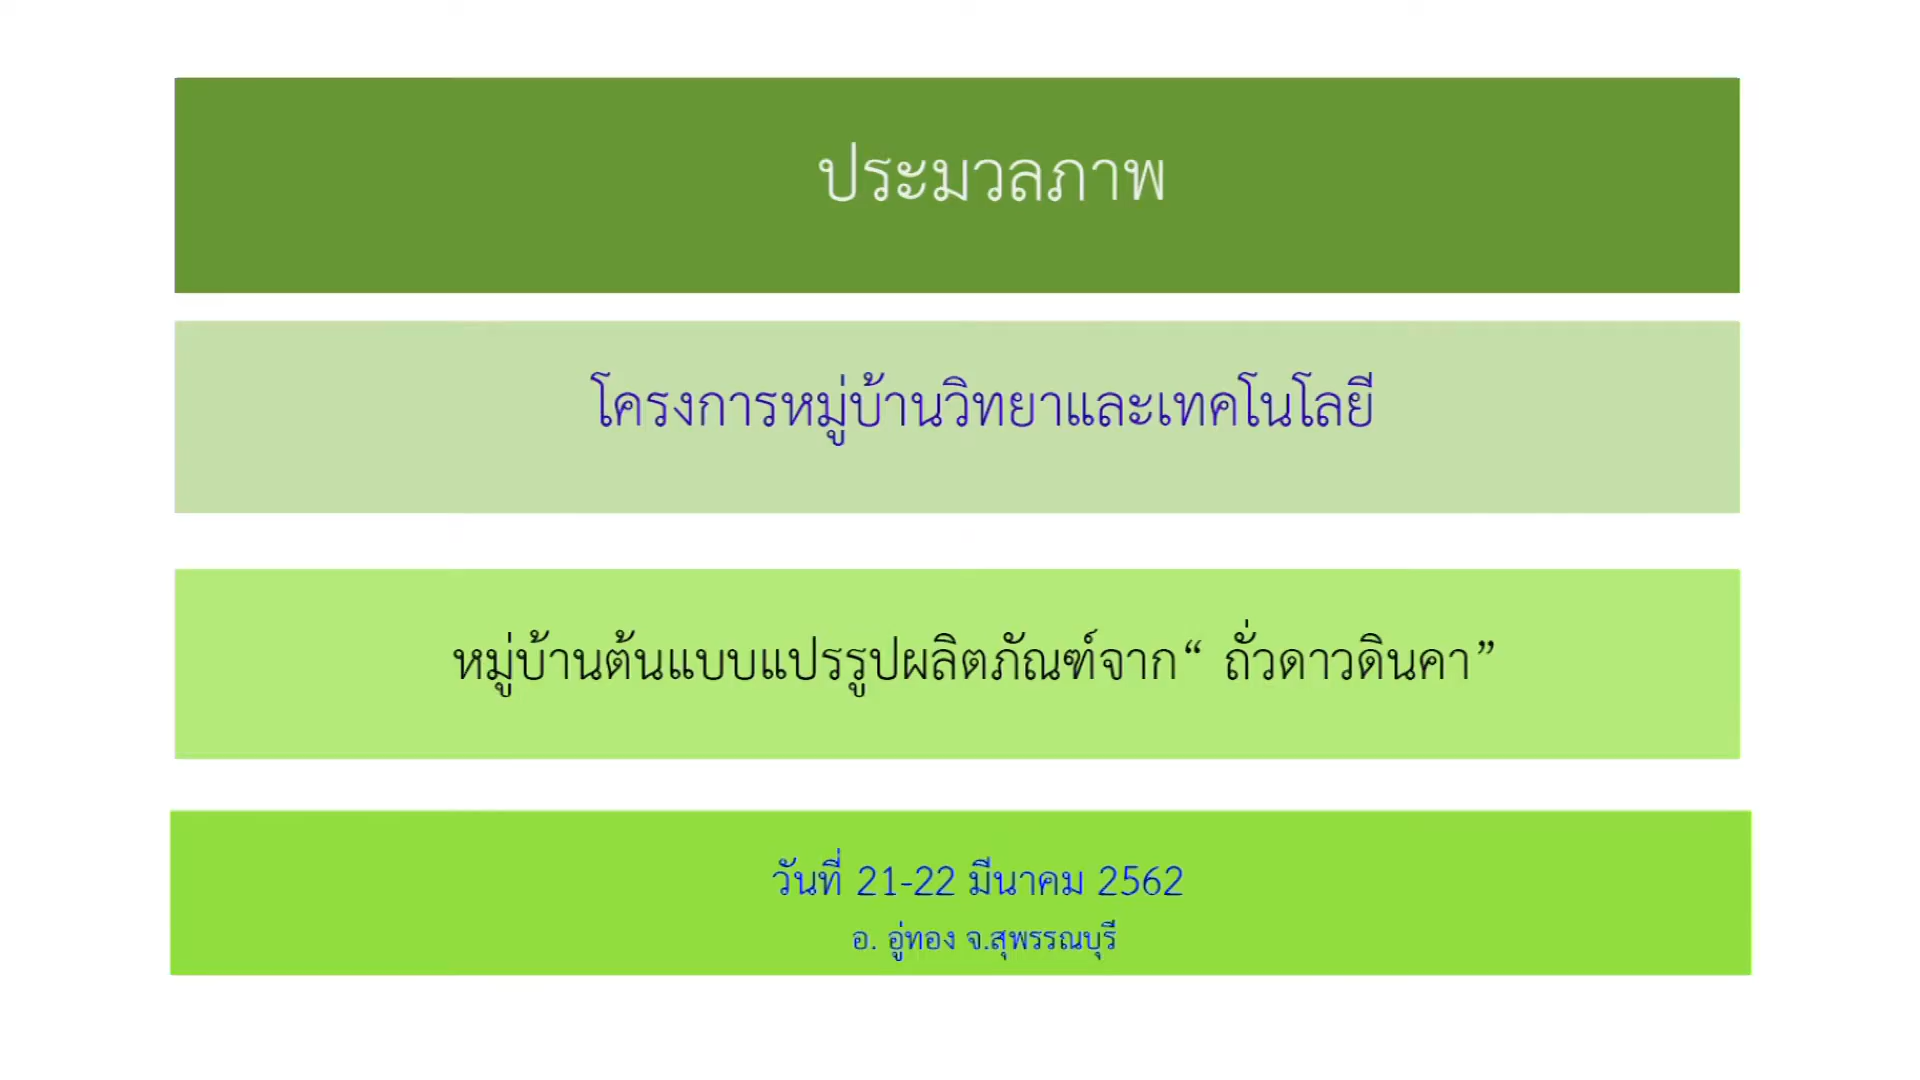 ประมวลภาพ
โครงการหมู่บ้านวิทยาและเทคโนโลยี
หมู่บ้านต้นแบบแปรรูปผลิตภัณฑ์จาก“ ถั่วดาวดินคา”
วันที่ 21-22 มีนาคม 2562
อ. อู่ทอง จ.สุพรรณบุรี